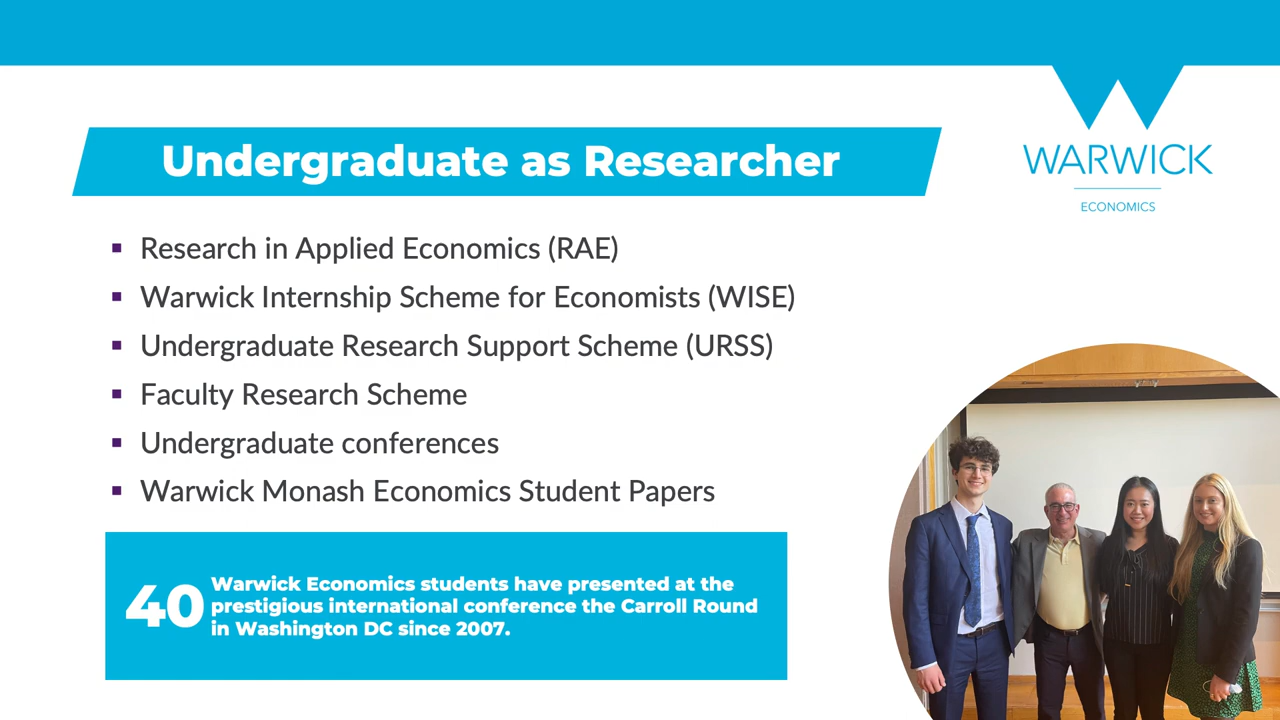 WARWICK
ECONOMICS
Undergraduate as Researcher
Research in Applied Economics (RAE)
Warwick Internship Scheme for Economists (WISE)
Undergraduate Research Support Scheme (URSS)
Faculty Research Scheme
Undergraduate conferences
Warwick Monash Economics Student Papers
40
Warwick Economics students have presented at the
prestigious international conference the Carroll Round
in Washington DC since 2007.